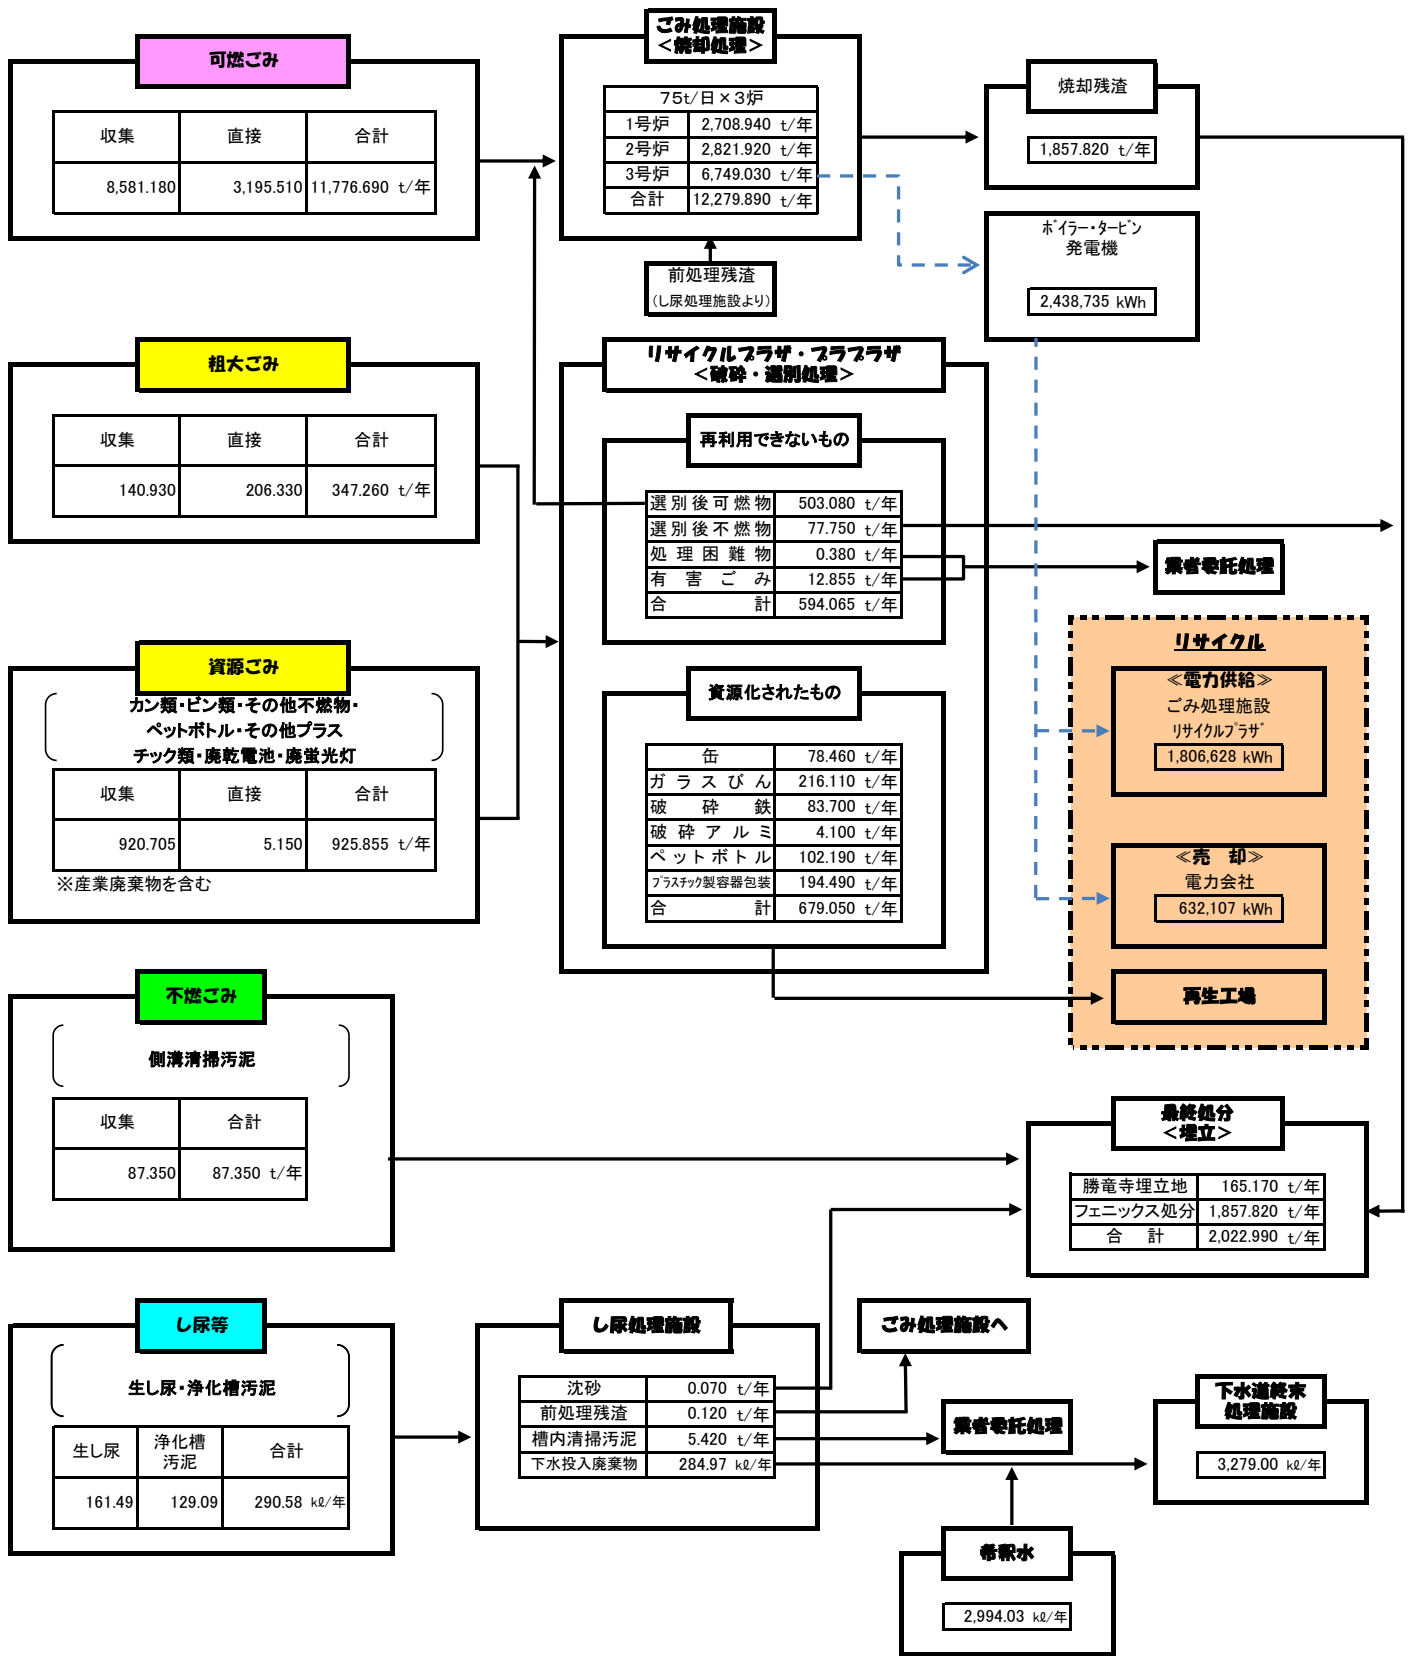 可燃ごみ
収集 直接 合計
8,581.180 3,195.510 11,776.690 t/年
ごみ処理施設
＜焼却処理＞
75t/日×3炉
1号炉 2,708.940 t/年
2号炉 2,821.920 t/年
3号炉 6,749.030 t/年
合計 12,279.890 t/年
前処理残渣
(し尿処理施設より)
焼却残渣
1,857.820 t/年
ﾎﾞｲﾗｰ･ﾀｰﾋﾞﾝ
発電機
2,438,735 kWh
粗大ごみ
収集 直接 合計
140.930 206.330 347.260 t/年
リサイクルプラザ・プラプラザ
＜破砕・選別処理＞
再利用できないもの
選別後可燃物 503.080 t/年
選別後不燃物 77.750 t/年
処理困難物 0.380 t/年
有害ごみ 12.855 t/年
合計 594.065 t/年
業者委託処理
資源ごみ
カン類・ビン類・その他不燃物・
ペットボトル・その他プラス
チック類・廃乾電池・廃蛍光灯
収集 直接 合計
920.705 5.150 925.855 t/年
※産業廃棄物を含む
資源化されたもの
缶 78.460 t/年
ガラスびん 216.110 t/年
破砕鉄 83.700 t/年
破砕アルミ 4.100 t/年
ペットボトル 102.190 t/年
ﾌﾟﾗｽﾁｯｸ製容器包装 194.490 t/年
合計 679.050 t/年
リサイクル
≪電力供給≫
ごみ処理施設
ﾘｻｲｸﾙﾌﾟﾗｻﾞ
1,806,628 kWh
≪売　却≫
電力会社
632,107 kWh
再生工場
不燃ごみ
側溝清掃汚泥
収集 合計
87.350 87.350 t/年
最終処分
＜埋立＞
勝竜寺埋立地 165.170 t/年
フェニックス処分 1,857.820 t/年
合　計 2,022.990 t/年
し尿等
生し尿・浄化槽汚泥
生し尿 浄化槽汚泥 合計
161.49 129.09 290.58 kℓ/年
し尿処理施設
沈砂 0.070 t/年
前処理残渣 0.120 t/年
槽内清掃汚泥 5.420 t/年
下水投入廃棄物 284.97 kℓ/年
ごみ処理施設へ
業者委託処理
下水道終末
処理施設
3,279.00 kℓ/年
希釈水
2,994.03 kℓ/年